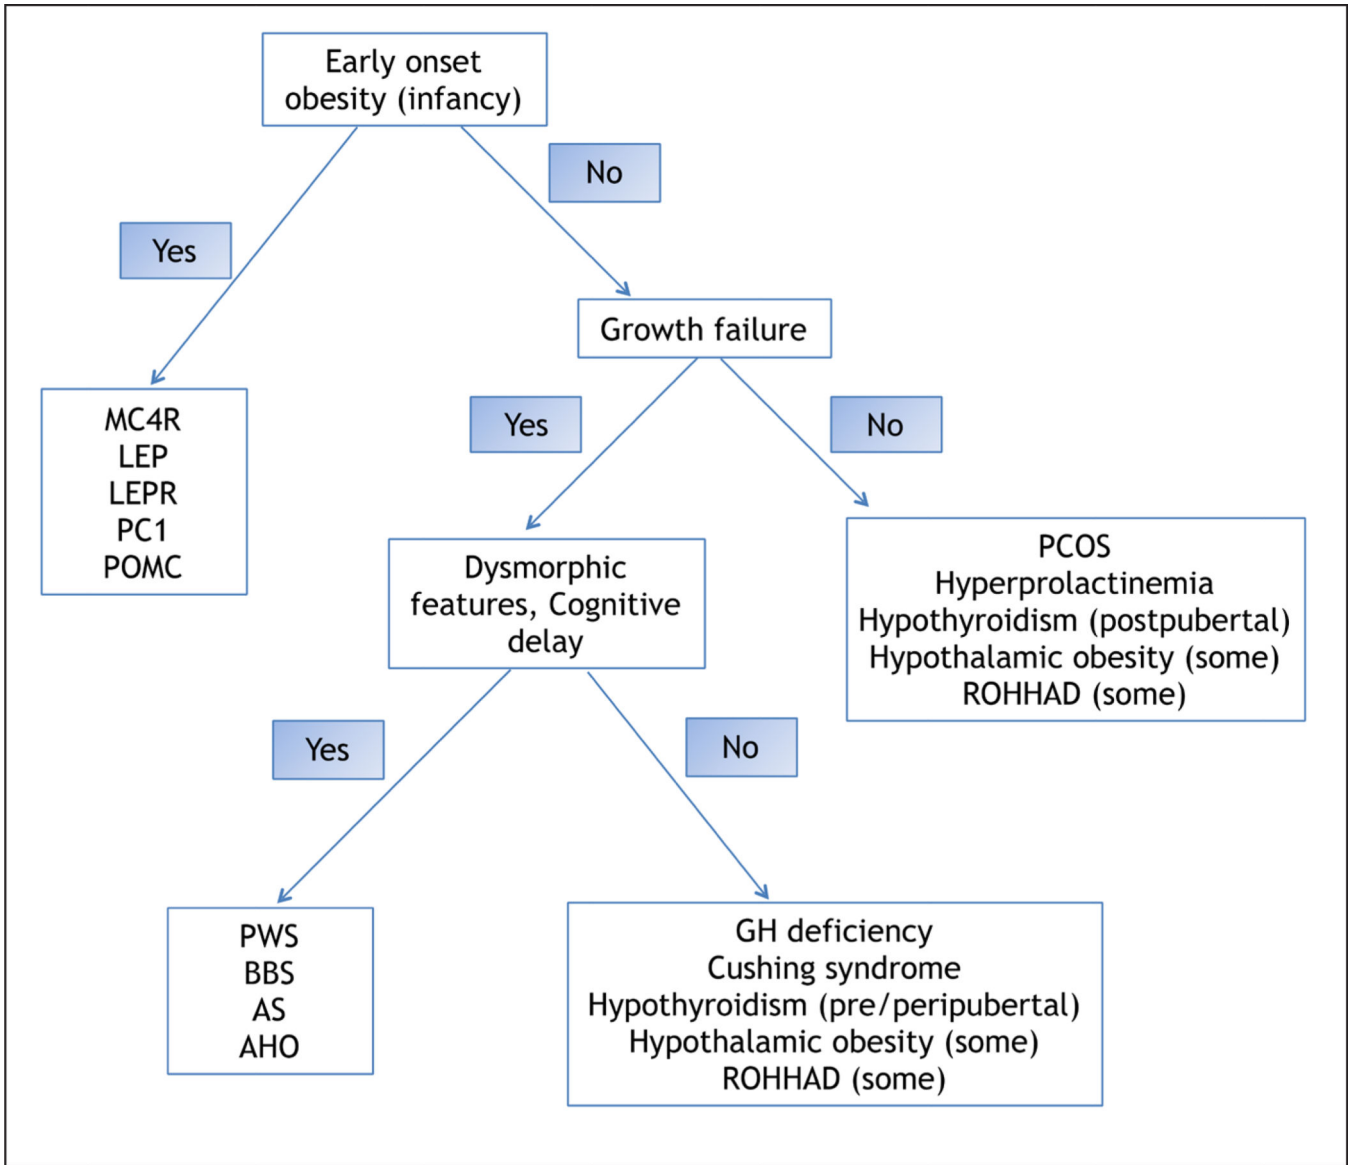 Early onset
obesity (infancy)
No
Yes
Growth failure
Yes
No
MC4R
LEP
LEPR
PC1
POMC
Dysmorphic
features, Cognitive
delay
PCOS
Hyperprolactinemia
Hypothyroidism (postpubertal)
Hypothalamic obesity (some)
ROHHAD (some)
Yes
No
PWS
BBS
AS
AHO
GH deficiency
Cushing syndrome
Hypothyroidism (pre/peripubertal)
Hypothalamic obesity (some)
ROHHAD (some)